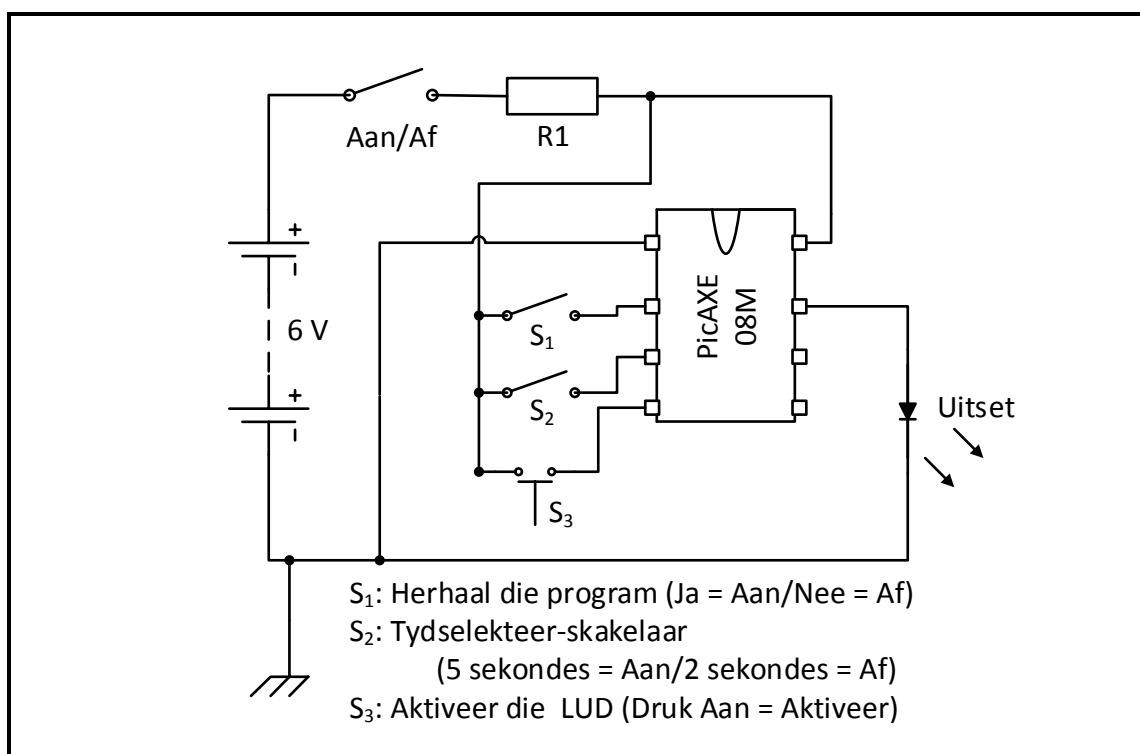 Aan/Af
R1
+
–
6 V
+
–
S₁
S₂
S₃
PicAXE
08M
Uitset
S₁: Herhaal die program (Ja = Aan/Nee = Af)
S₂: Tydselekteer-skakelaar
(5 sekondes = Aan/2 sekondes = Af)
S₃: Aktiveer die LUD (Druk Aan = Aktiveer)